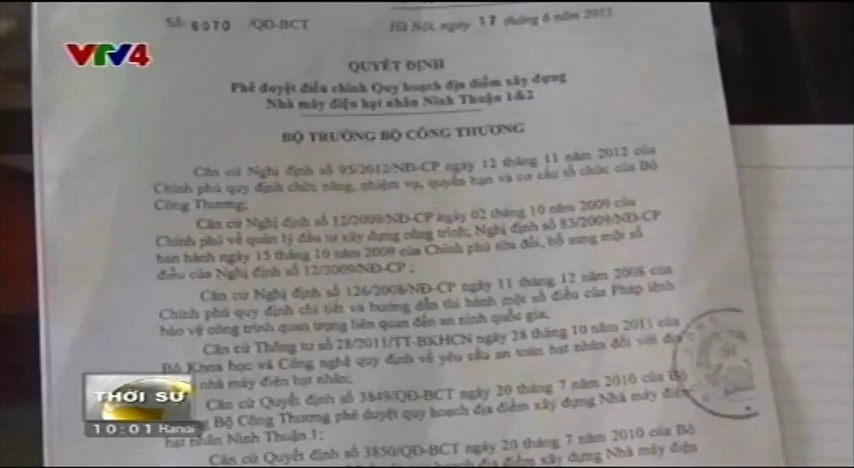 VTV4
Số: 6070 /QĐ-BCT
Hà Nội, ngày 17 tháng 6 năm 2013
QUYẾT ĐỊNH
Phê duyệt điều chỉnh Quy hoạch địa điểm xây dựng
Nhà máy điện hạt nhân Ninh Thuận 1&2
BỘ TRƯỞNG BỘ CÔNG THƯƠNG
Căn cứ Nghị định số 95/2012/NĐ-CP ngày 12 tháng 11 năm 2012 của
Chính phủ quy định chức năng, nhiệm vụ, quyền hạn và cơ cấu tổ chức của Bộ
Công Thương;
Căn cứ Nghị định số 12/2009/NĐ-CP ngày 02 tháng 10 năm 2009 của
Chính phủ về quản lý đầu tư xây dựng công trình; Nghị định số 83/2009/NĐ-CP
ban hành ngày 15 tháng 10 năm 2009 của Chính phủ sửa đổi, bổ sung một số
điều của Nghị định số 12/2009/NĐ-CP ;
Căn cứ Nghị định số 126/2008/NĐ-CP ngày 11 tháng 12 năm 2008 của
Chính phủ quy định chi tiết và hướng dẫn thi hành một số điều của Pháp lệnh
bảo vệ công trình quan trọng liên quan đến an ninh quốc gia;
Căn cứ Thông tư số 28/2011/TT-BKHCN ngày 28 tháng 10 năm 2011 của
Bộ Khoa học và Công nghệ quy định về yêu cầu an toàn hạt nhân đối với địa
nhà máy điện hạt nhân;
Căn cứ Quyết định số 3849/QĐ-BCT ngày 20 tháng 7 năm 2010 của Bộ
Bộ Công Thương phê duyệt quy hoạch địa điểm xây dựng Nhà máy điện
hạt nhân Ninh Thuận 1;
Căn cứ Quyết định số 3850/QĐ-BCT ngày 20 tháng 7 năm 2010 của Bộ
quy hoạch địa điểm xây dựng Nhà máy điện
THỜI SỰ
10:01 Hanoi